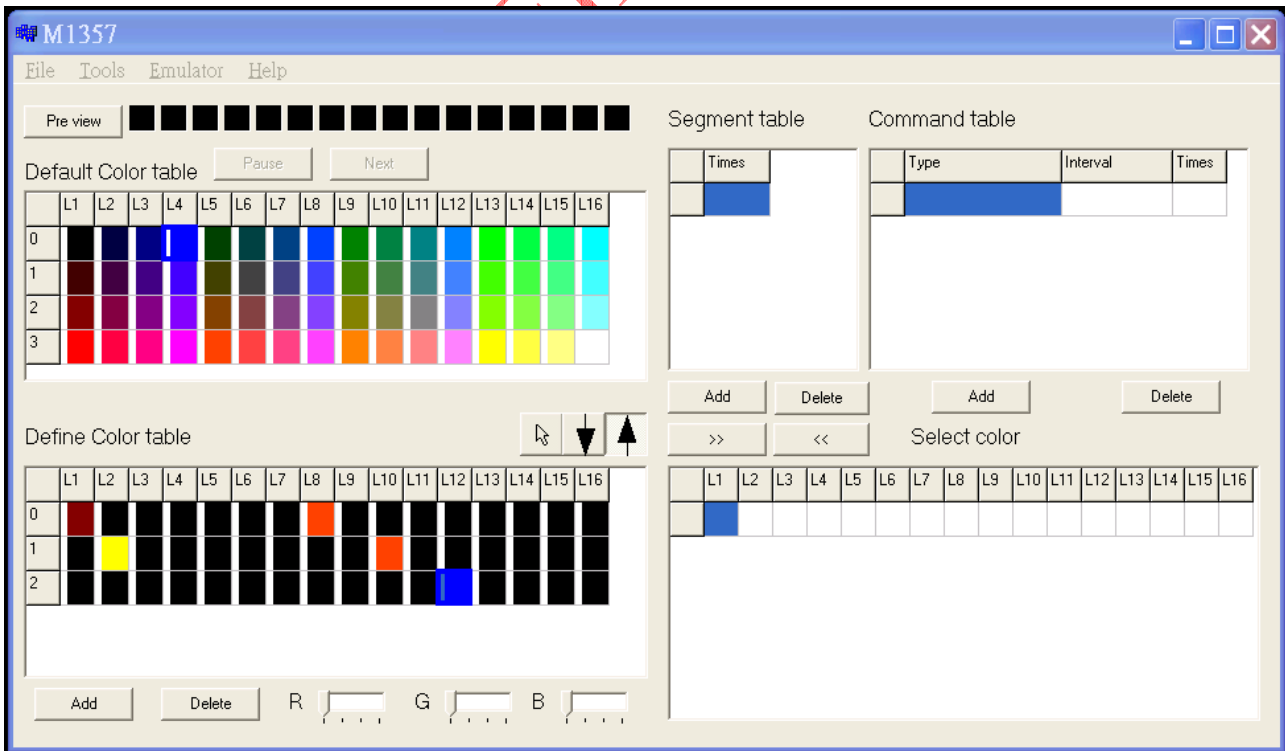 M1357
File Tools Emulator Help
Pre view
Segment table
Command table
Default Color table
Pause
Next
Times
Type Interval Times
L1 L2 L3 L4 L5 L6 L7 L8 L9 L10 L11 L12 L13 L14 L15 L16
0
1
2
3
Add
Delete
Add
Delete
Define Color table
>>
<<
Select color
L1 L2 L3 L4 L5 L6 L7 L8 L9 L10 L11 L12 L13 L14 L15 L16
0
1
2
L1 L2 L3 L4 L5 L6 L7 L8 L9 L10 L11 L12 L13 L14 L15 L16
Add
Delete
R
G
B